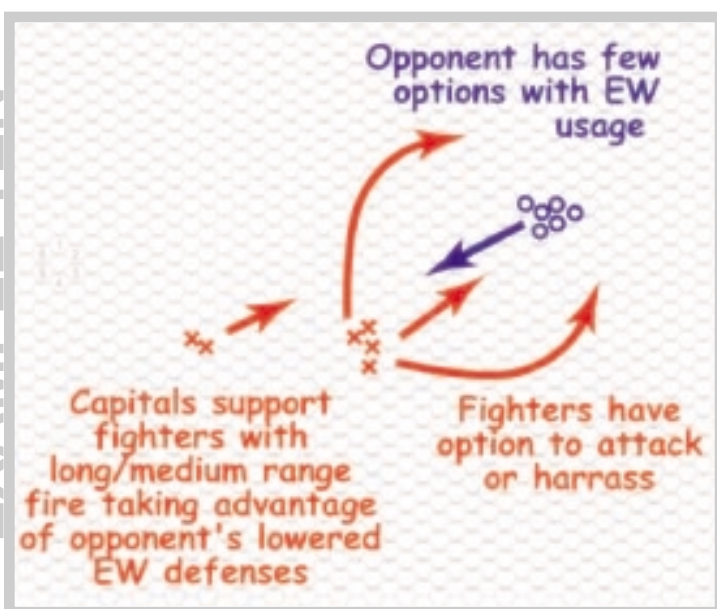 Opponent has few
options with EW
usage
Capitals support
fighters with
long/medium range
fire taking advantage
of opponent's lowered
EW defenses
Fighters have
option to attack
or harrass